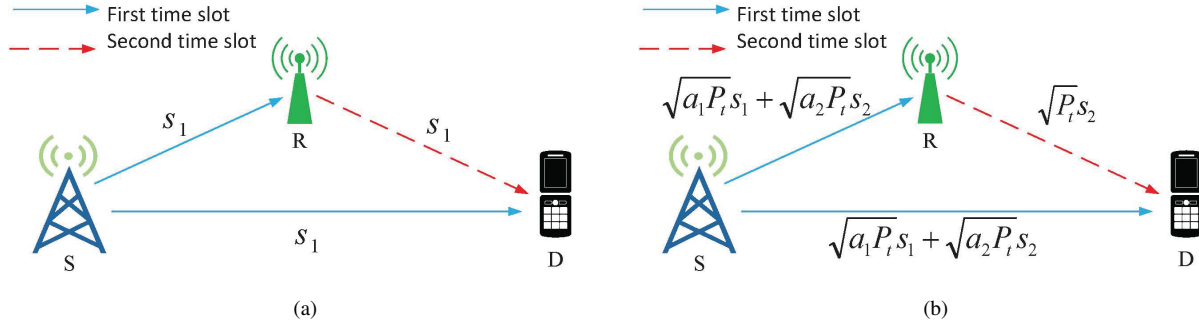 First time slot
Second time slot
s₁
R
s₁
S
s₁
D
(a)
First time slot
Second time slot
√(a₁Pₜ)s₁ + √(a₂Pₜ)s₂
R
√(Pₜ)s₂
S
√(a₁Pₜ)s₁ + √(a₂Pₜ)s₂
D
(b)